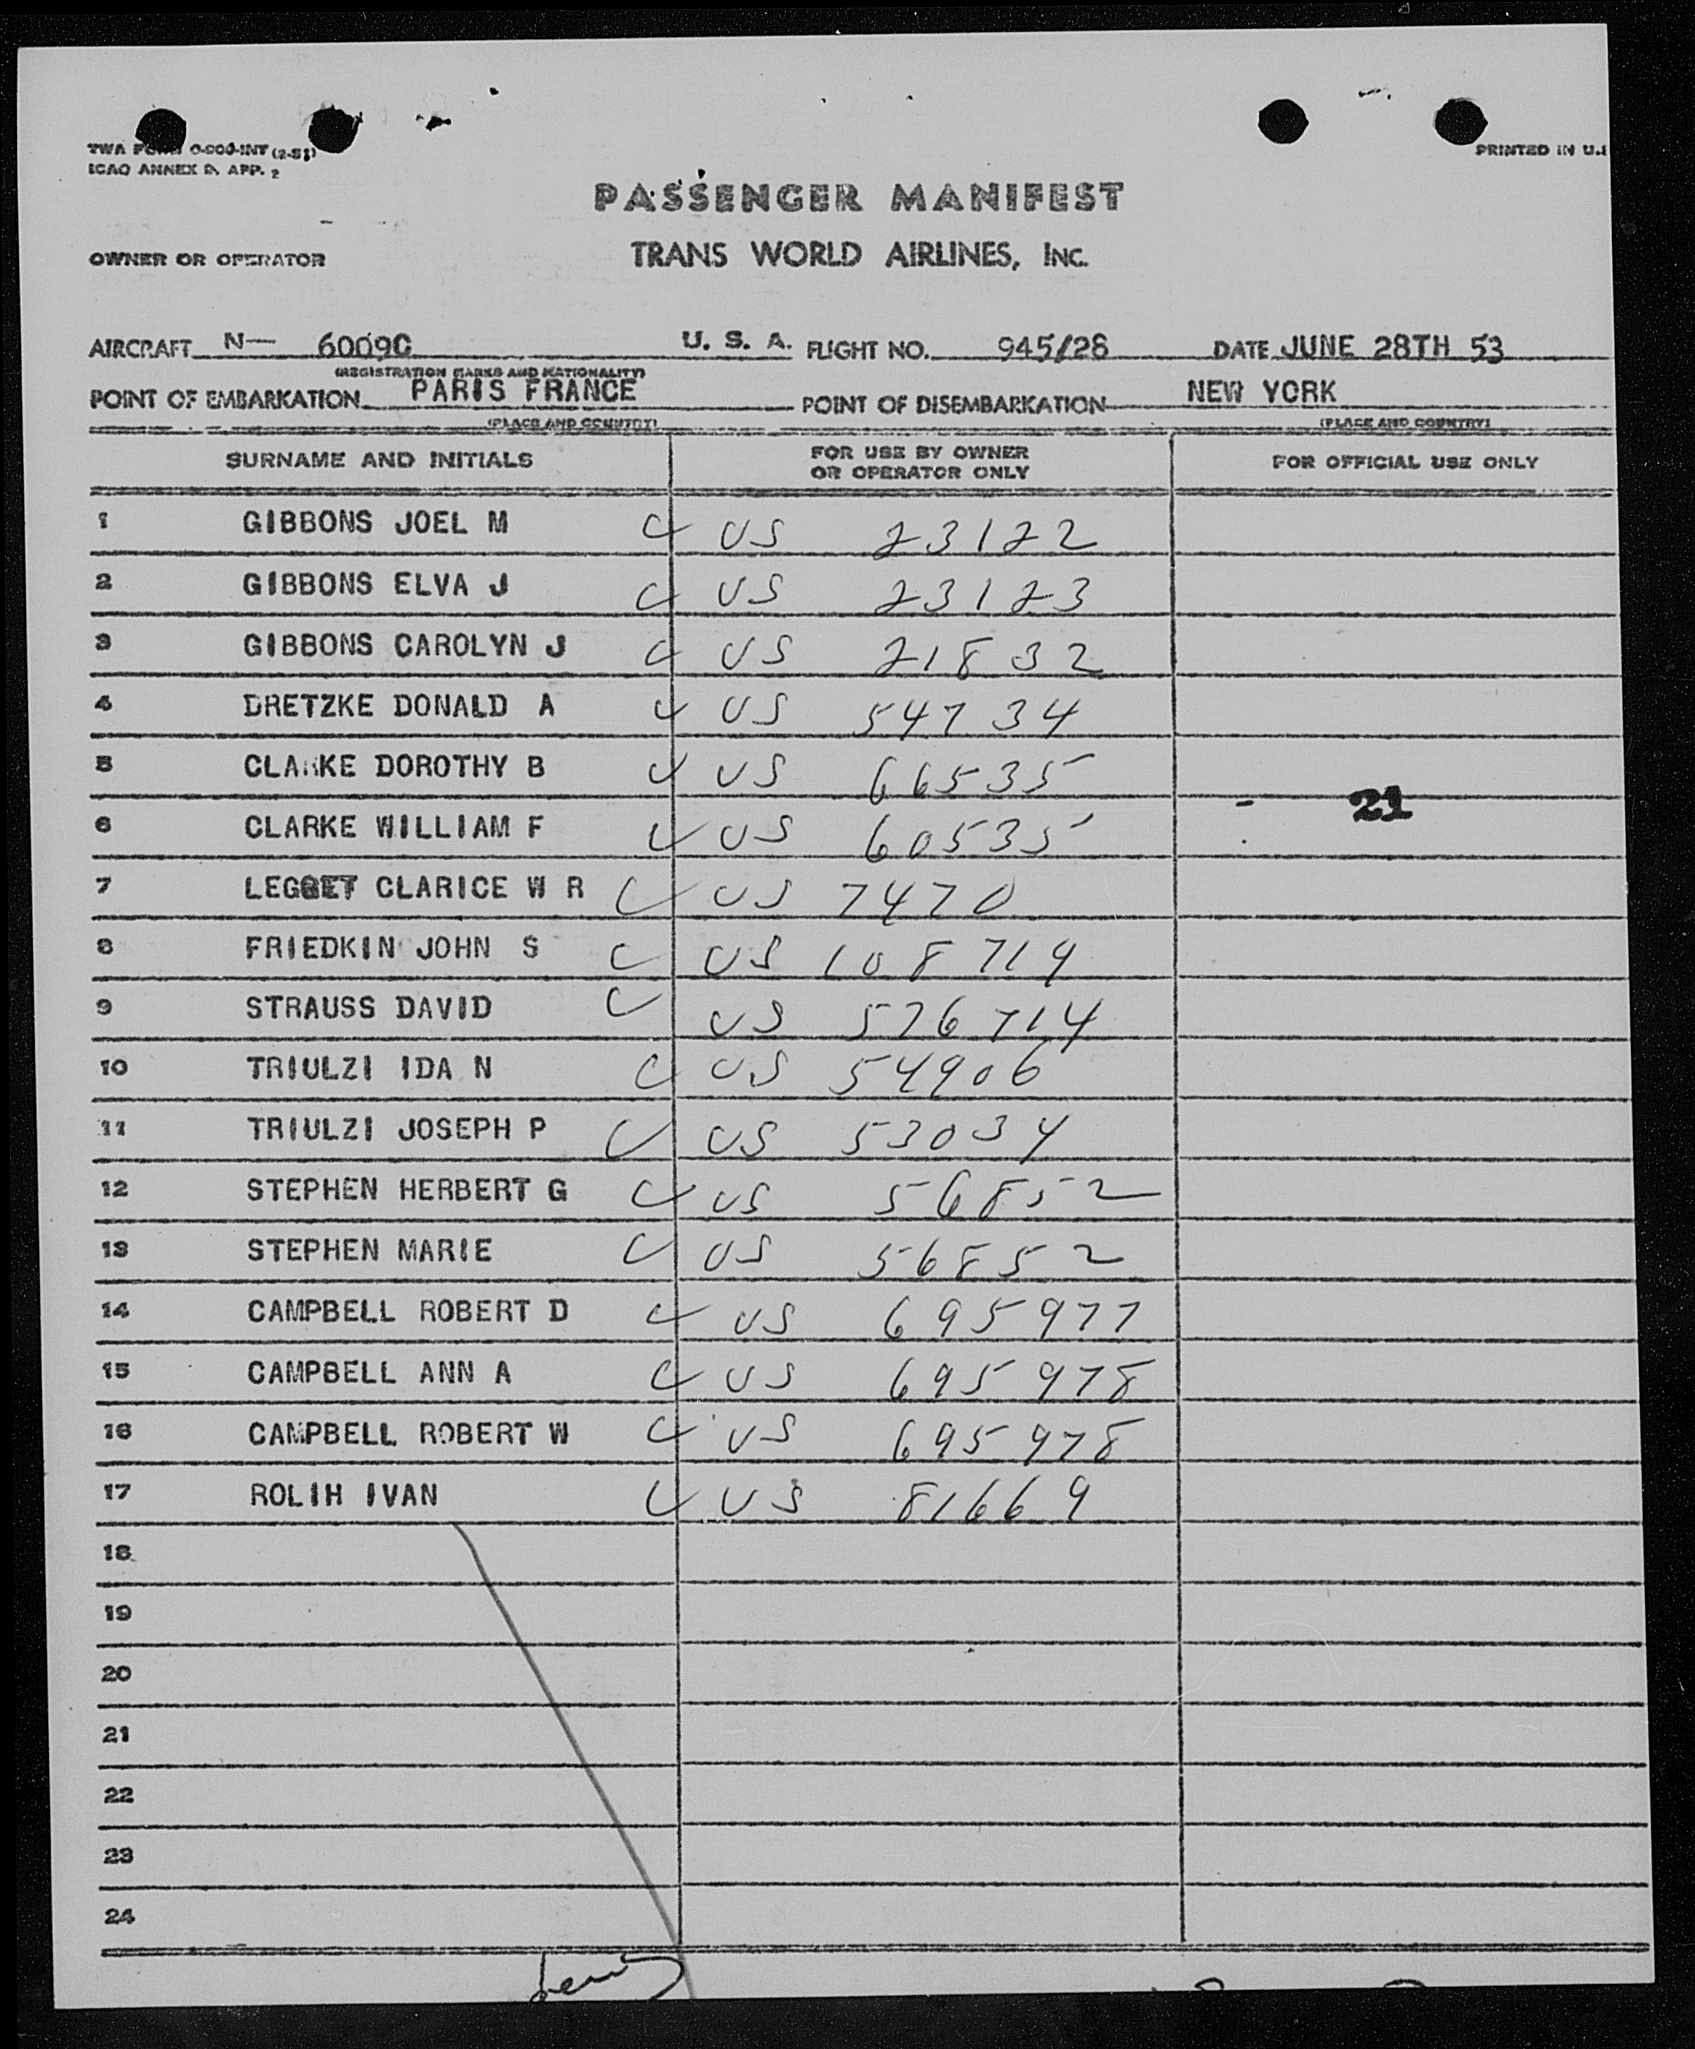 TWA FORM O-900-INT (2-51)
ICAO ANNEX 9, APP. 2
PRINTED IN U.S
PASSENGER MANIFEST
OWNER OR OPERATOR TRANS WORLD AIRLINES, INC.
AIRCRAFT N— 6009C U. S. A. FLIGHT NO. 945/28 DATE JUNE 28TH 53
(REGISTRATION MARKS AND NATIONALITY)
POINT OF EMBARKATION PARIS FRANCE POINT OF DISEMBARKATION NEW YORK
(PLACE AND COUNTRY) (PLACE AND COUNTRY)
SURNAME AND INITIALS FOR USE BY OWNER OR OPERATOR ONLY FOR OFFICIAL USE ONLY
1 GIBBONS JOEL M US 23122
2 GIBBONS ELVA J US 23123
3 GIBBONS CAROLYN J US 21832
4 DRETZKE DONALD A US 54734
5 CLARKE DOROTHY B US 66535
21
6 CLARKE WILLIAM F US 60535
7 LEGGET CLARICE W R US 7470
8 FRIEDKIN JOHN S US 108719
9 STRAUSS DAVID US 576714
10 TRIULZI IDA N US 54906
11 TRIULZI JOSEPH P US 53034
12 STEPHEN HERBERT G US 56852
13 STEPHEN MARIE US 56852
14 CAMPBELL ROBERT D US 695977
15 CAMPBELL ANN A US 695978
16 CAMPBELL ROBERT W US 695978
17 ROLIH IVAN US 81669
18
19
20
21
22
23
24